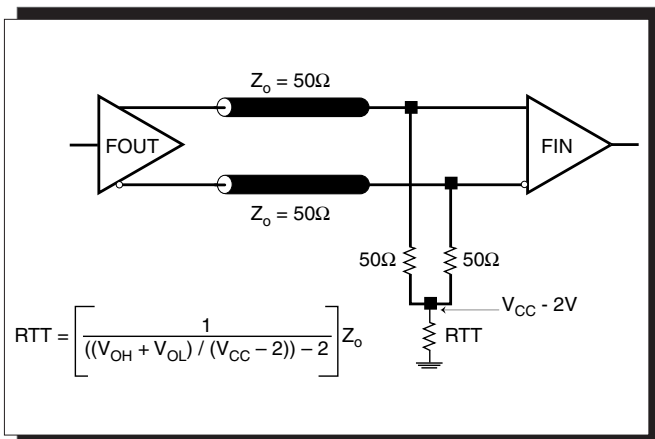 Zo = 50Ω
FOUT
FIN
Zo = 50Ω
50Ω
50Ω
VCC - 2V
RTT
RTT = [ 1 / ((VOH + VOL) / (VCC – 2)) – 2 ] Zo